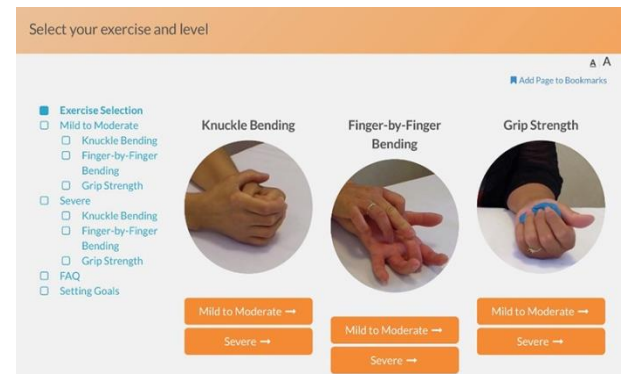 Select your exercise and level
A A
Add Page to Bookmarks
Exercise Selection
Mild to Moderate
Knuckle Bending
Finger-by-Finger
Bending
Grip Strength
Severe
Knuckle Bending
Finger-by-Finger
Bending
Grip Strength
FAQ
Setting Goals
Knuckle Bending
Mild to Moderate →
Severe →
Finger-by-Finger
Bending
Mild to Moderate →
Severe →
Grip Strength
Mild to Moderate →
Severe →